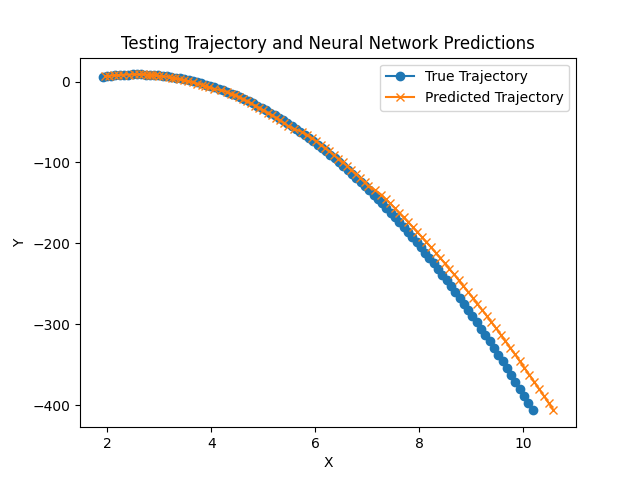 Testing Trajectory and Neural Network Predictions
True Trajectory
Predicted Trajectory
0
−100
−200
−300
−400
Y
2
4
6
8
10
X